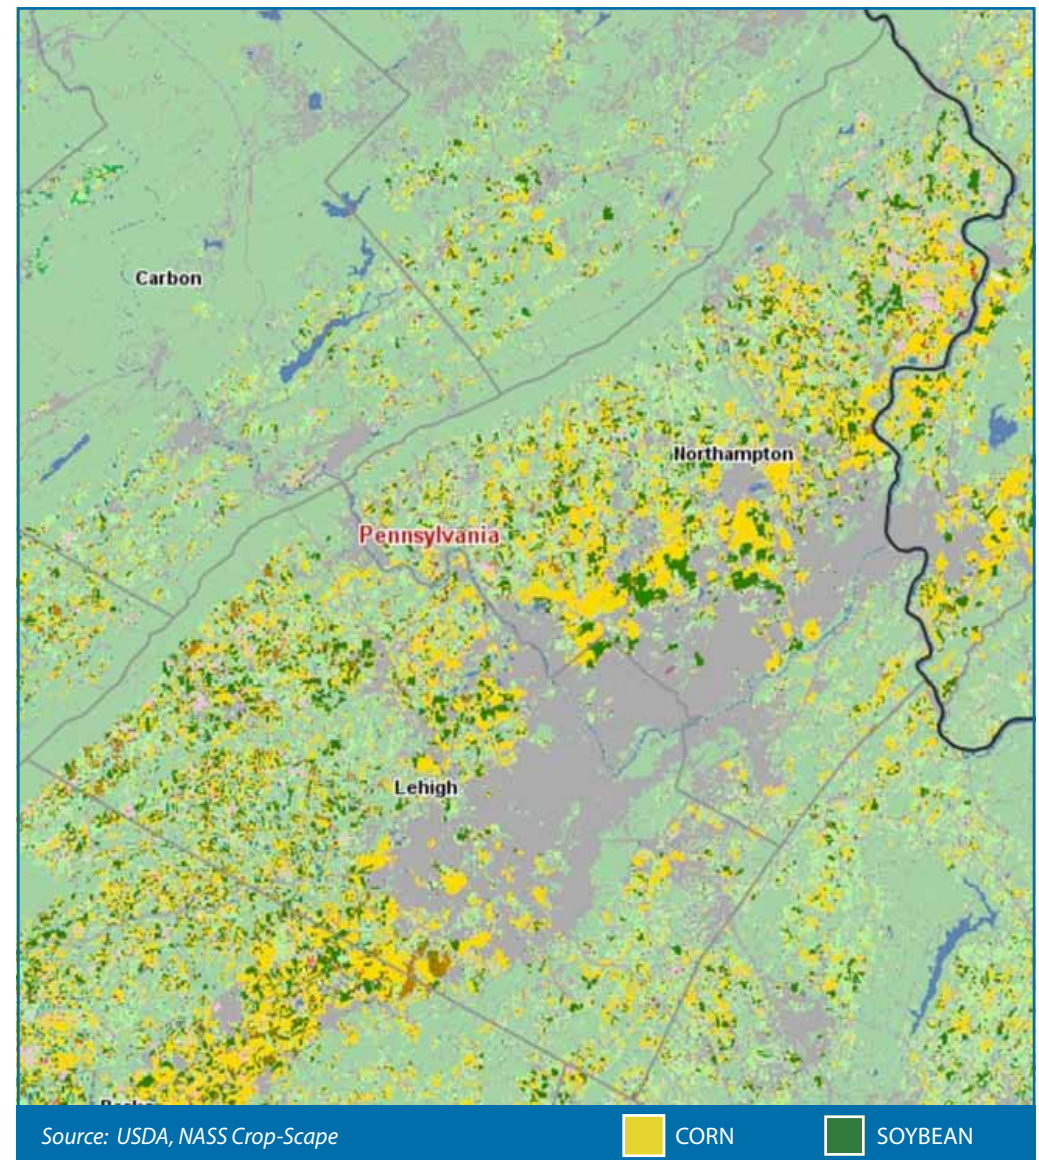 Carbon
Northampton
Pennsylvania
Lehigh
Source: USDA, NASS Crop-Scape
CORN
SOYBEAN